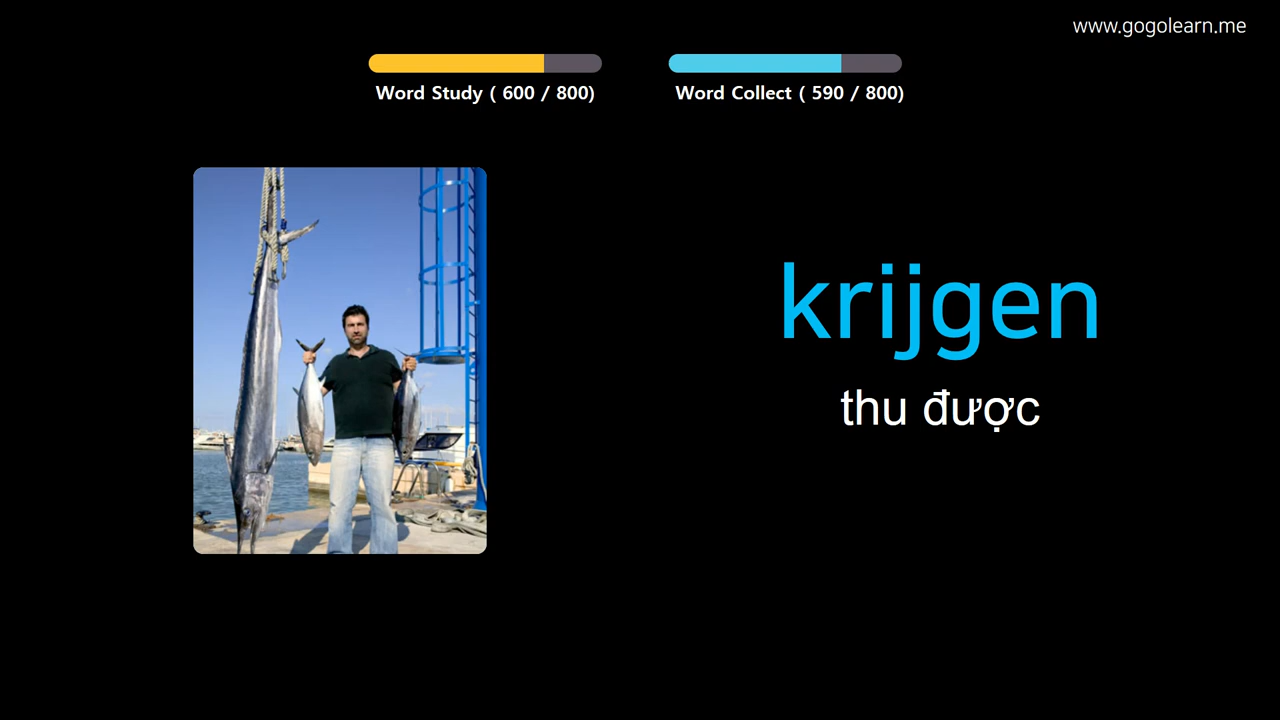 www.gogolearn.me
Word Study ( 600 / 800)
Word Collect ( 590 / 800)
krijgen
thu được